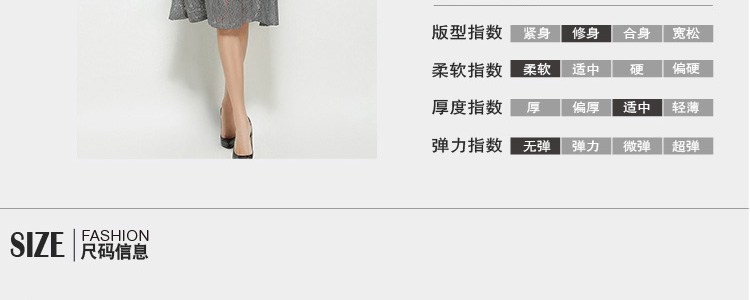 版型指数 紧身 修身 合身 宽松
柔软指数 柔软 适中 硬 偏硬
厚度指数 厚 偏厚 适中 轻薄
弹力指数 无弹 弹力 微弹 超弹
SIZE FASHION
尺码信息